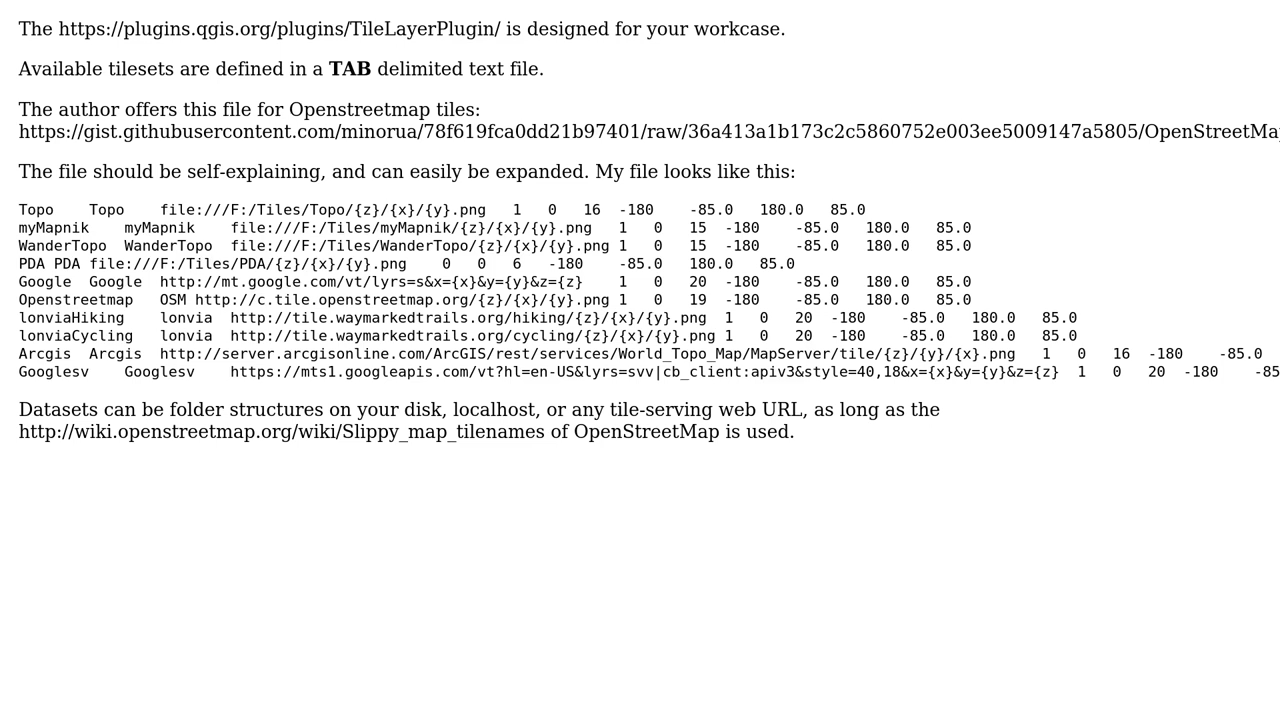 The https://plugins.qgis.org/plugins/TileLayerPlugin/ is designed for your workcase.
Available tilesets are defined in a TAB delimited text file.
The author offers this file for Openstreetmap tiles:
https://gist.githubusercontent.com/minorua/78f619fca0dd21b97401/raw/36a413a1b173c2c5860752e003ee5009147a5805/OpenStreetMap
The file should be self-explaining, and can easily be expanded. My file looks like this:
Topo    Topo    file:///F:/Tiles/Topo/{z}/{x}/{y}.png   1   0   16  -180    -85.0   180.0   85.0
myMapnik    myMapnik    file:///F:/Tiles/myMapnik/{z}/{x}/{y}.png   1   0   15  -180    -85.0   180.0   85.0
WanderTopo  WanderTopo  file:///F:/Tiles/WanderTopo/{z}/{x}/{y}.png 1   0   15  -180    -85.0   180.0   85.0
PDA PDA file:///F:/Tiles/PDA/{z}/{x}/{y}.png    0   0   6   -180    -85.0   180.0   85.0
Google  Google  http://mt.google.com/vt/lyrs=s&x={x}&y={y}&z={z}    1   0   20  -180    -85.0   180.0   85.0
Openstreetmap   OSM http://c.tile.openstreetmap.org/{z}/{x}/{y}.png 1   0   19  -180    -85.0   180.0   85.0
lonviaHiking    lonvia  http://tile.waymarkedtrails.org/hiking/{z}/{x}/{y}.png  1   0   20  -180    -85.0   180.0   85.0
lonviaCycling   lonvia  http://tile.waymarkedtrails.org/cycling/{z}/{x}/{y}.png 1   0   20  -180    -85.0   180.0   85.0
Arcgis  Arcgis  http://server.arcgisonline.com/ArcGIS/rest/services/World_Topo_Map/MapServer/tile/{z}/{y}/{x}.png   1   0   16  -180    -85.0
Googlesv    Googlesv    https://mts1.googleapis.com/vt?hl=en-US&lyrs=svv|cb_client:apiv3&style=40,18&x={x}&y={y}&z={z}  1   0   20  -180    -85
Datasets can be folder structures on your disk, localhost, or any tile-serving web URL, as long as the
http://wiki.openstreetmap.org/wiki/Slippy_map_tilenames of OpenStreetMap is used.